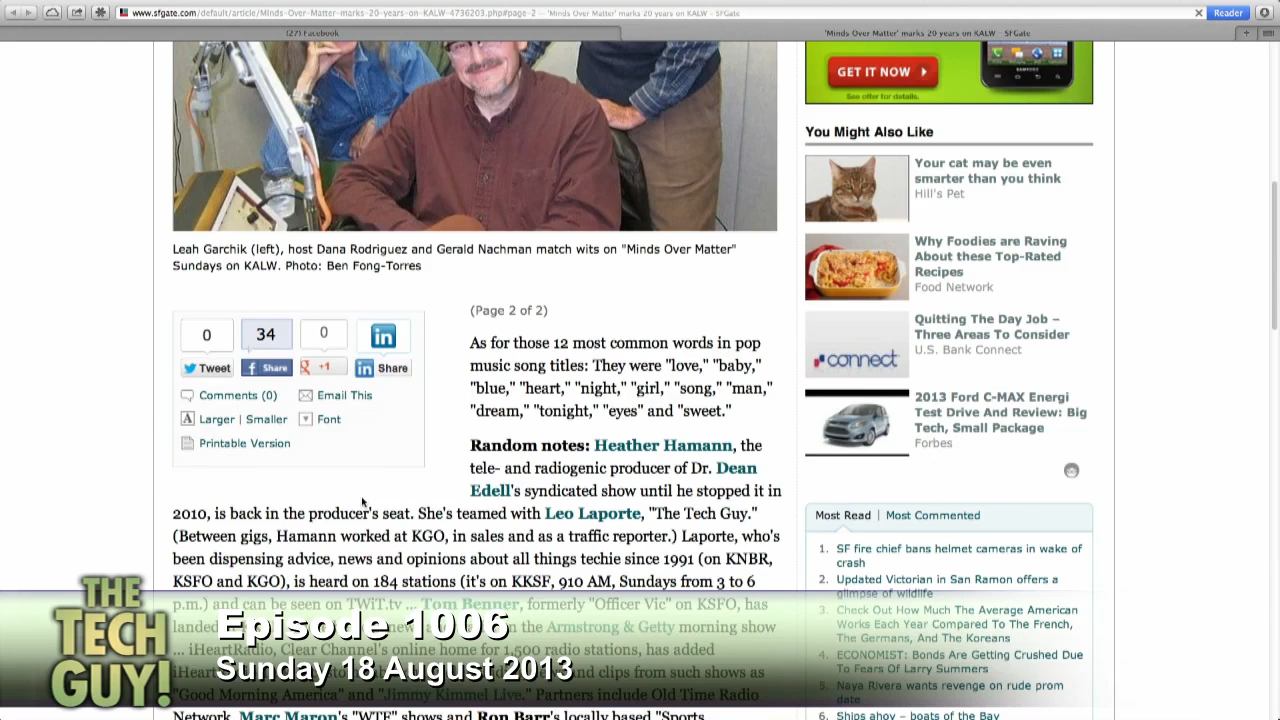 www.sfgate.com/default/article/Minds-Over-Matter-marks-20-years-on-KALW-4736203.php#page-2 — 'Minds Over Matter' marks 20 years on KALW - SFGate
Reader
(27) Facebook
'Minds Over Matter' marks 20 years on KALW - SFGate
GET IT NOW
See offer for details.
SAMSUNG
Leah Garchik (left), host Dana Rodriguez and Gerald Nachman match wits on "Minds Over Matter"
Sundays on KALW. Photo: Ben Fong-Torres
0
34
0
in
Tweet
f Share
g +1
in Share
Comments (0)
Email This
A Larger | Smaller
Font
Printable Version
(Page 2 of 2)
As for those 12 most common words in pop
music song titles: They were "love," "baby,"
"blue," "heart," "night," "girl," "song," "man,"
"dream," "tonight," "eyes" and "sweet."
Random notes: Heather Hamann, the
tele- and radiogenic producer of Dr. Dean
Edell's syndicated show until he stopped it in
2010, is back in the producer's seat. She's teamed with Leo Laporte, "The Tech Guy."
(Between gigs, Hamann worked at KGO, in sales and as a traffic reporter.) Laporte, who's
been dispensing advice, news and opinions about all things techie since 1991 (on KNBR,
KSFO and KGO), is heard on 184 stations (it's on KKSF, 910 AM, Sundays from 3 to 6
p.m.) and can be seen on TWiT.tv ... Tom Benner, formerly "Officer Vic" on KSFO, has
the Armstrong & Getty morning show
... iHeartRadio, Clear Channel's online home for 1,500 radio stations, has added
and clips from such shows as
"Good Morning America" and "Jimmy Kimmel Live." Partners include Old Time Radio
Network, Marc Maron's "WTF" shows and Ron Barr's locally based "Sports
You Might Also Like
Your cat may be even
smarter than you think
Hill's Pet
Why Foodies are Raving
About these Top-Rated
Recipes
Food Network
connect
Quitting The Day Job –
Three Areas To Consider
U.S. Bank Connect
2013 Ford C-MAX Energi
Test Drive And Review: Big
Tech, Small Package
Forbes
Most Read | Most Commented
1. SF fire chief bans helmet cameras in wake of
crash
2. Updated Victorian in San Ramon offers a
glimpse of wildlife
3. Check Out How Much The Average American
Works Each Year Compared To The French,
The Germans, And The Koreans
4. ECONOMIST: Bonds Are Getting Crushed Due
To Fears Of Larry Summers
5. Naya Rivera wants revenge on rude prom
date
6. Ships ahoy – boats of the Bay
THE
TECH
GUY!
Episode 1006
Sunday 18 August 2013